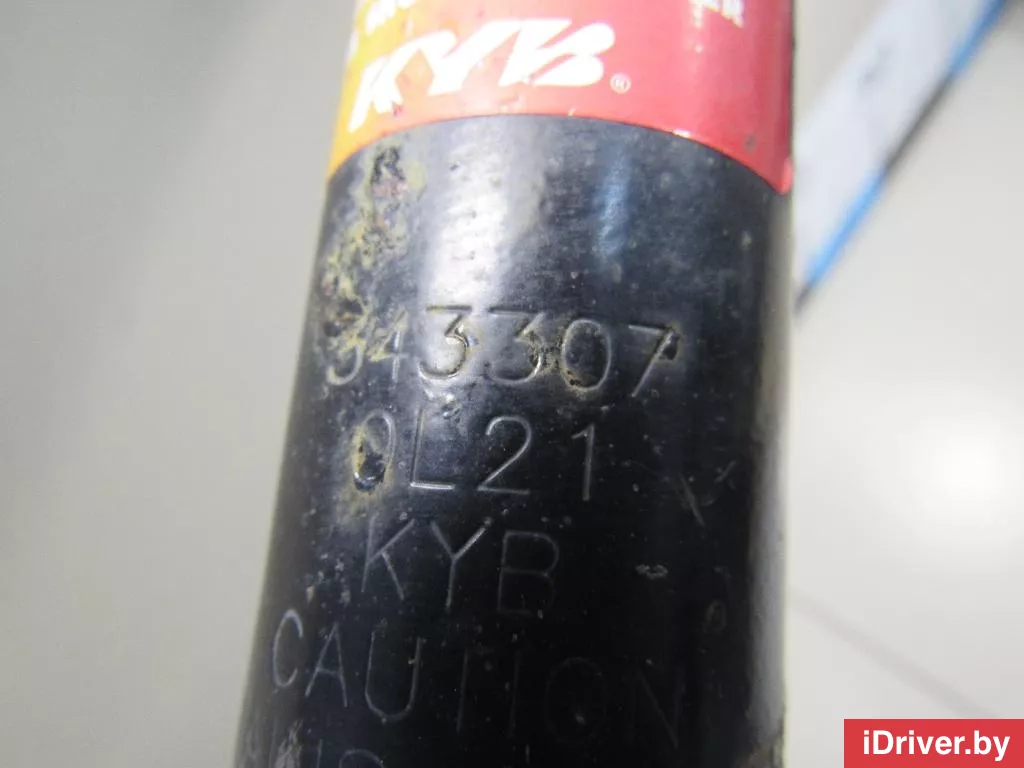 KYB®
343307
0L21
KYB
CAUTION
iDriver.by